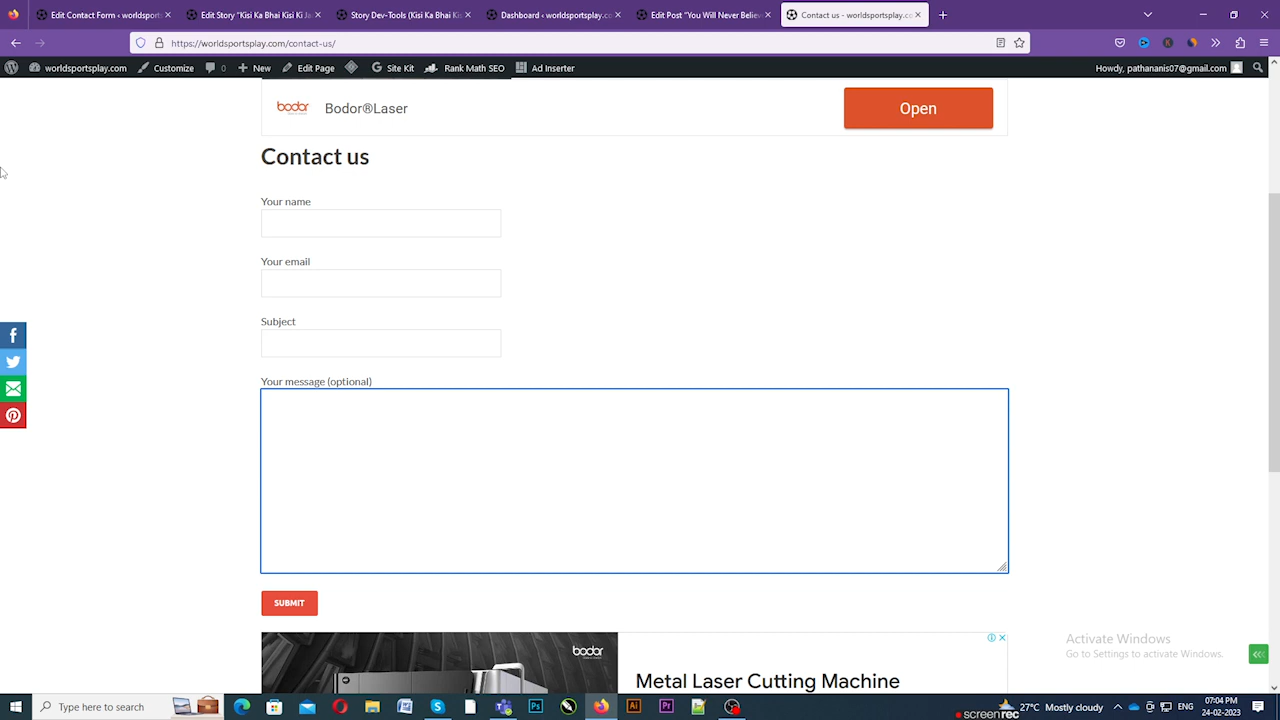 Edit Contact Form ‹ worldsports
Edit Story "Kisi Ka Bhai Kisi Ki Ja
Story Dev-Tools (Kisi Ka Bhai Kis
Dashboard ‹ worldsportsplay.co
Edit Post "You Will Never Believ
Contact us - worldsportsplay.co
https://worldsportsplay.com/contact-us/
worldsportsplay.com Customize 0 New Edit Page Site Kit Rank Math SEO Ad Inserter Howdy, pathananis07@gmail.com
bodor Bodor®Laser Open
Contact us
Your name
Your email
Subject
Your message (optional)
SUBMIT
bodor
Metal Laser Cutting Machine
Activate Windows
Go to Settings to activate Windows.
Type here to search
27°C Mostly cloudy ENG 07:04 PM
24-02-2023
screenrec